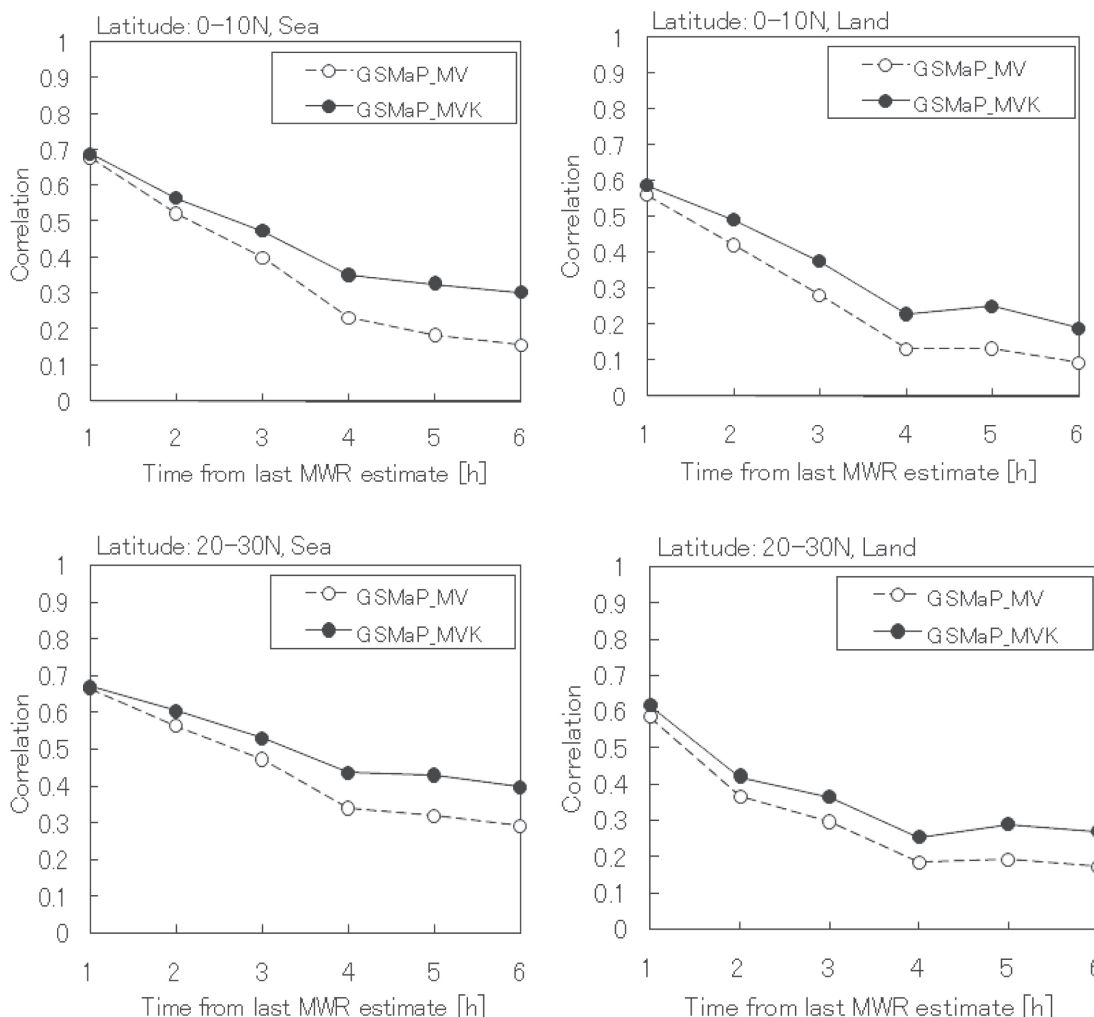 Latitude: 0-10N, Sea
1
0.9
0.8
0.7
0.6
0.5
0.4
0.3
0.2
0.1
0
Correlation
GSMaP_MV
GSMaP_MVK
1 2 3 4 5 6
Time from last MWR estimate [h]
Latitude: 0-10N, Land
1
0.9
0.8
0.7
0.6
0.5
0.4
0.3
0.2
0.1
0
Correlation
GSMaP_MV
GSMaP_MVK
1 2 3 4 5 6
Time from last MWR estimate [h]
Latitude: 20-30N, Sea
1
0.9
0.8
0.7
0.6
0.5
0.4
0.3
0.2
0.1
0
Correlation
GSMaP_MV
GSMaP_MVK
1 2 3 4 5 6
Time from last MWR estimate [h]
Latitude: 20-30N, Land
1
0.9
0.8
0.7
0.6
0.5
0.4
0.3
0.2
0.1
0
Correlation
GSMaP_MV
GSMaP_MVK
1 2 3 4 5 6
Time from last MWR estimate [h]